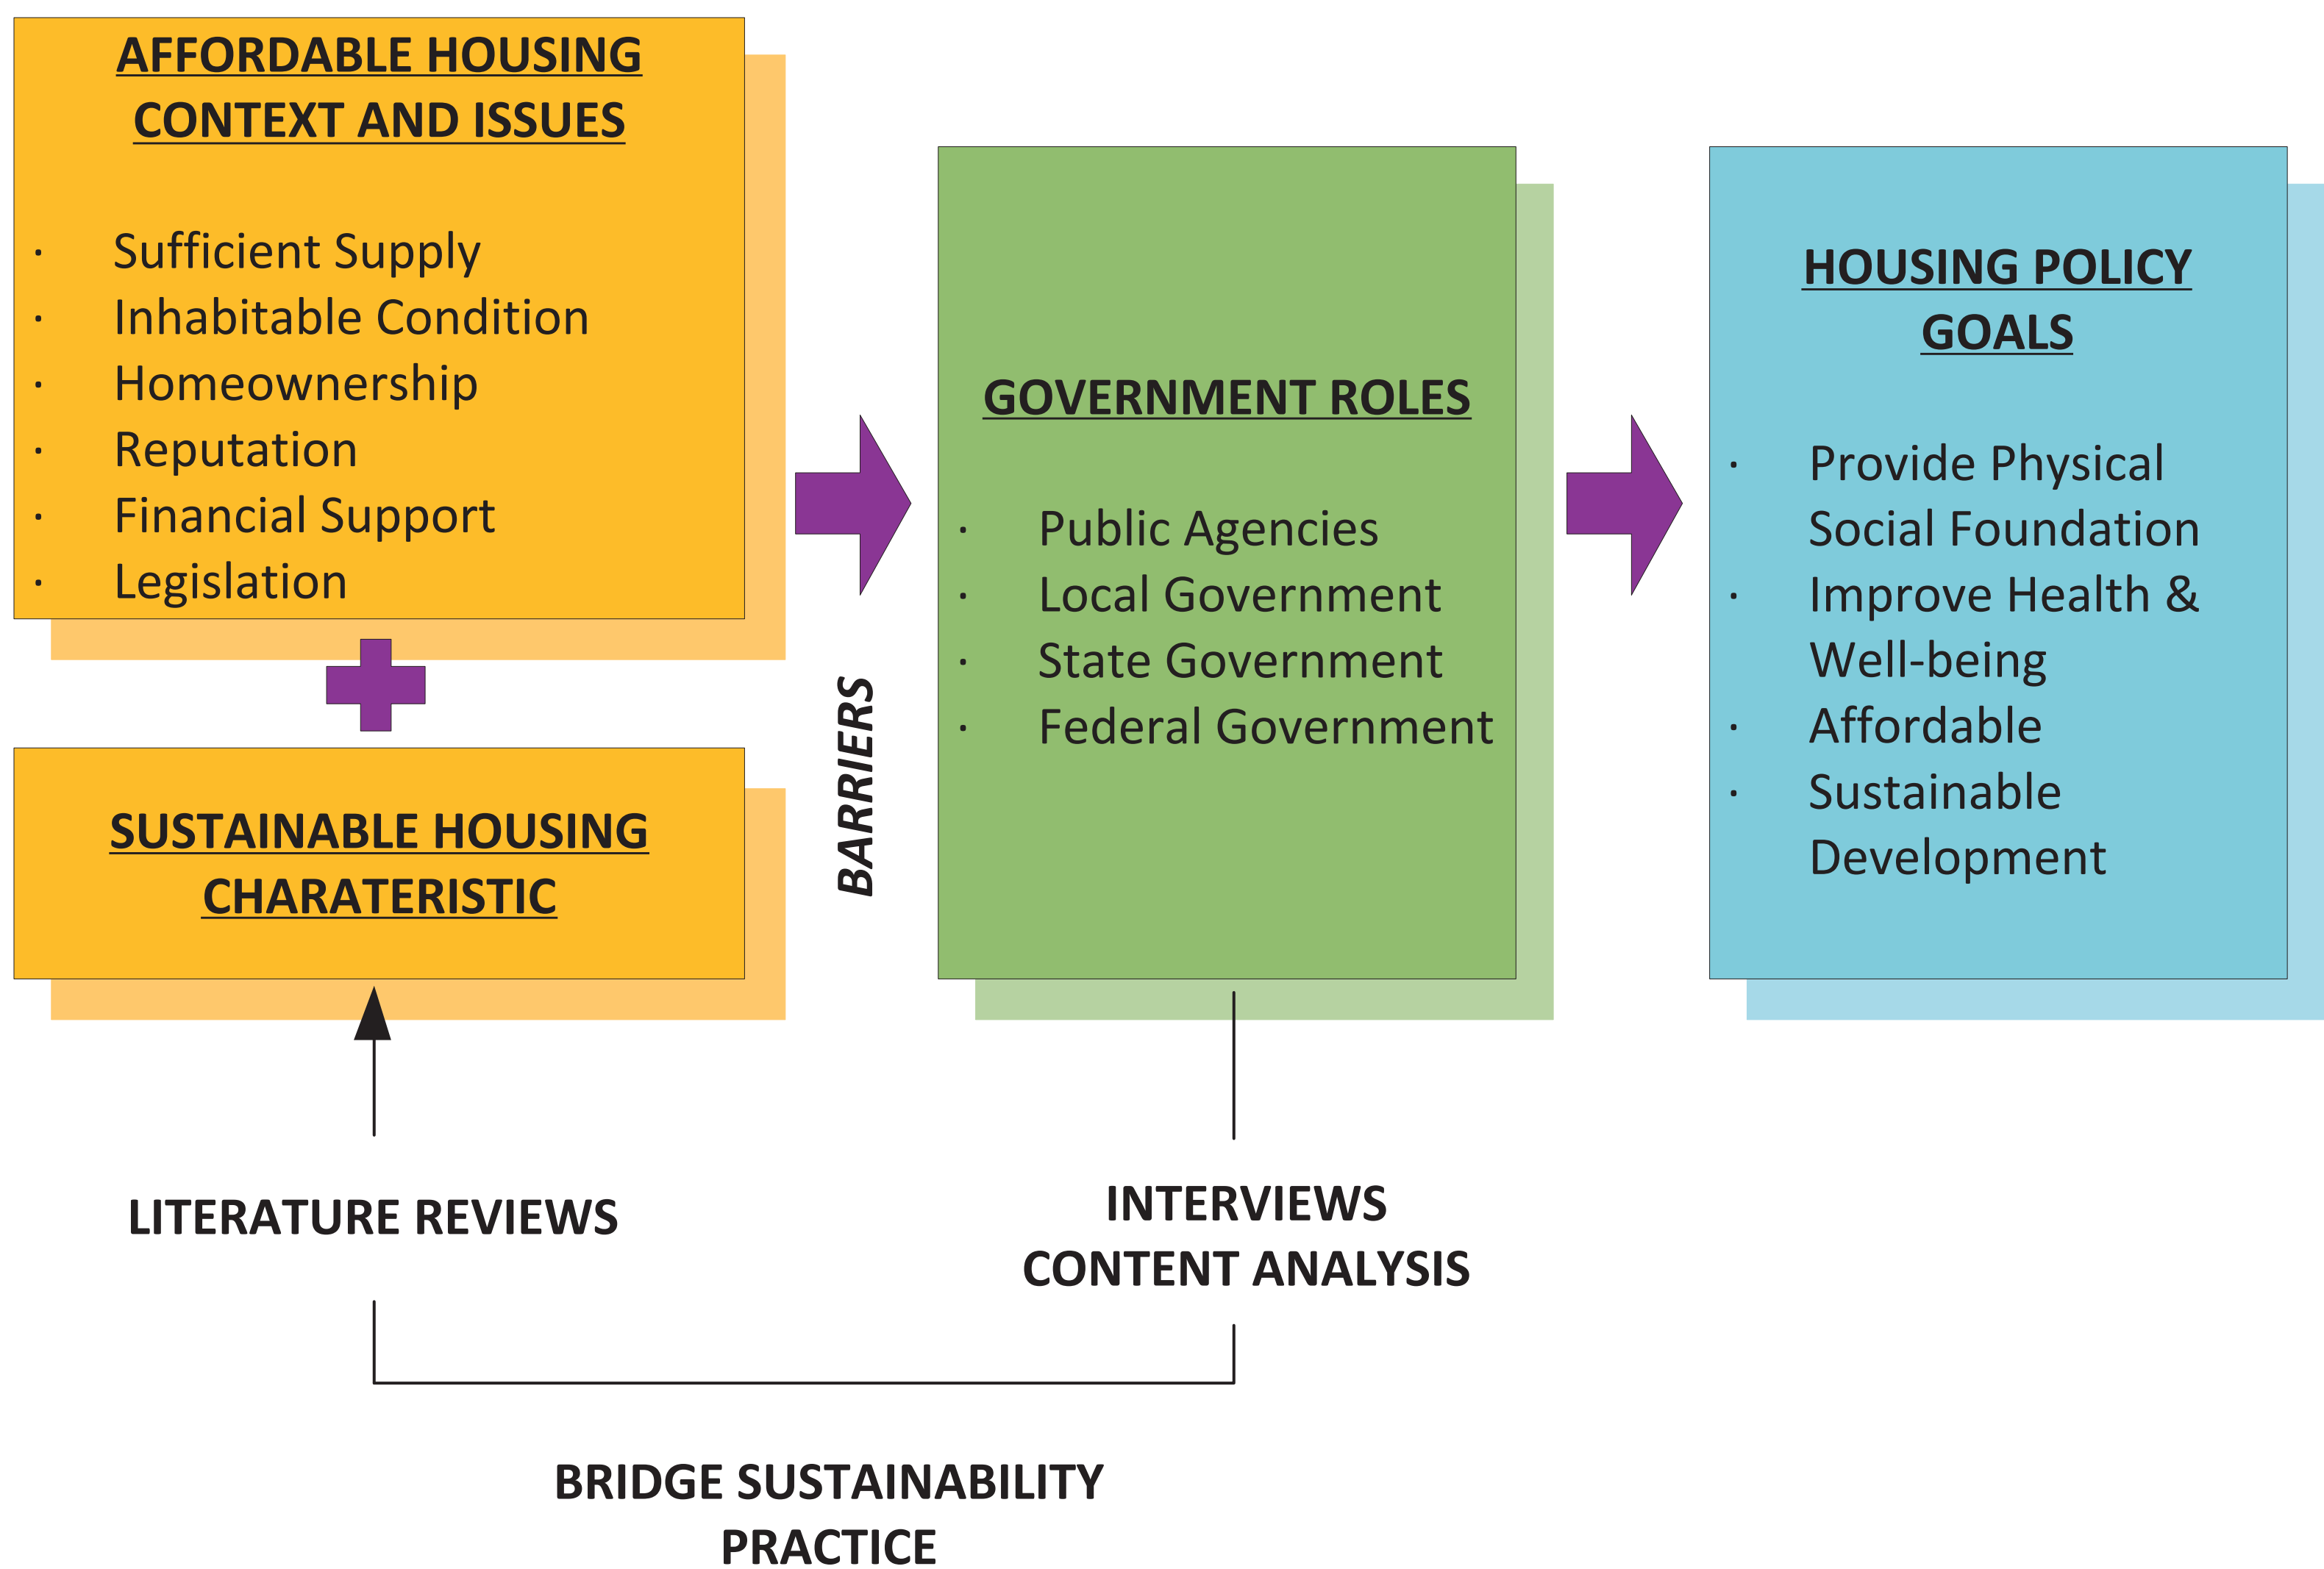 AFFORDABLE HOUSING
CONTEXT AND ISSUES
· Sufficient Supply
· Inhabitable Condition
· Homeownership
· Reputation
· Financial Support
· Legislation
SUSTAINABLE HOUSING
CHARATERISTIC
BARRIERS
GOVERNMENT ROLES
· Public Agencies
· Local Government
· State Government
· Federal Government
HOUSING POLICY
GOALS
· Provide Physical
Social Foundation
· Improve Health &
Well-being
· Affordable
· Sustainable
Development
LITERATURE REVIEWS
INTERVIEWS
CONTENT ANALYSIS
BRIDGE SUSTAINABILITY
PRACTICE